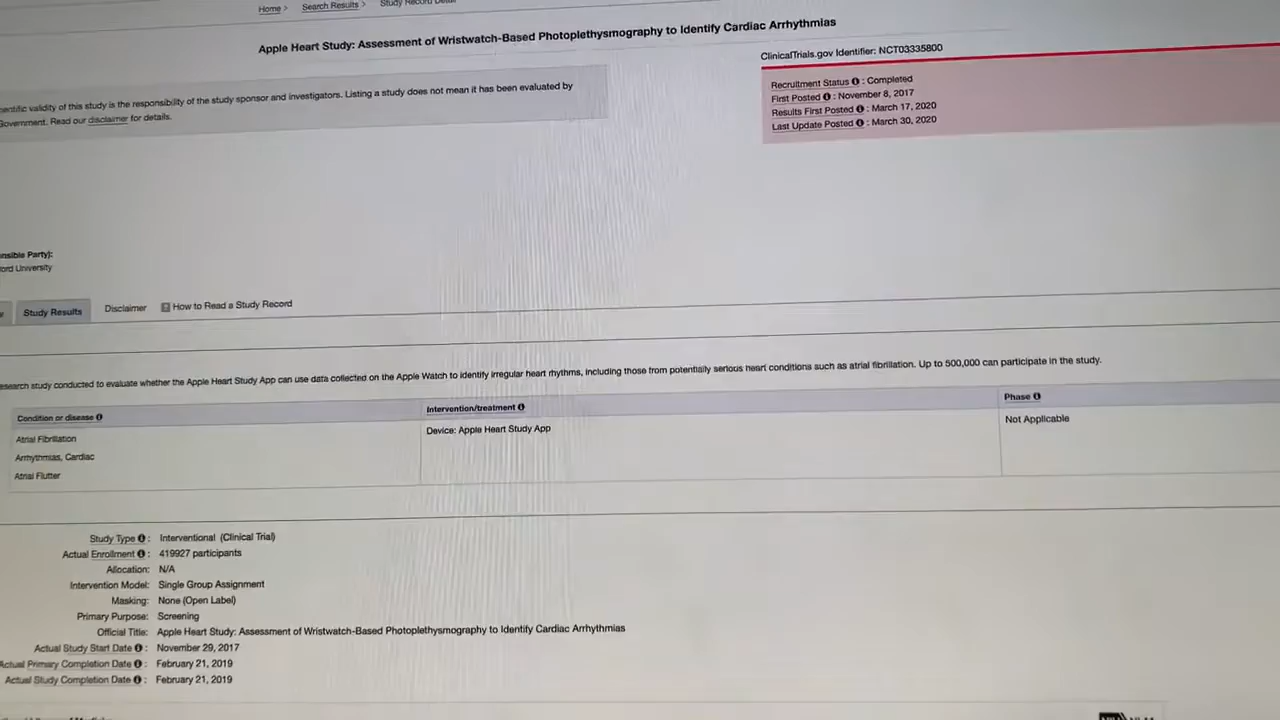 Home > Search Results > Study Record Detail
Apple Heart Study: Assessment of Wristwatch-Based Photoplethysmography to Identify Cardiac Arrhythmias
ClinicalTrials.gov Identifier: NCT03335800
validity of this study is the responsibility of the study sponsor and investigators. Listing a study does not mean it has been evaluated by
Government. Read our disclaimer for details.
Recruitment Status : Completed
First Posted : November 8, 2017
Results First Posted : March 17, 2020
Last Update Posted : March 30, 2020
Party):
University
Study Results
Disclaimer
How to Read a Study Record
study conducted to evaluate whether the Apple Heart Study App can use data collected on the Apple Watch to identify irregular heart rhythms, including those from potentially serious heart conditions such as atrial fibrillation. Up to 500,000 can participate in the study.
Condition or disease Intervention/treatment Phase
Atrial Fibrillation Device: Apple Heart Study App Not Applicable
Arrhythmias, Cardiac
Atrial Flutter
Study Type : Interventional (Clinical Trial)
Actual Enrollment : 419927 participants
Allocation: N/A
Intervention Model: Single Group Assignment
Masking: None (Open Label)
Primary Purpose: Screening
Official Title: Apple Heart Study: Assessment of Wristwatch-Based Photoplethysmography to Identify Cardiac Arrhythmias
Actual Study Start Date : November 29, 2017
Actual Primary Completion Date : February 21, 2019
Actual Study Completion Date : February 21, 2019